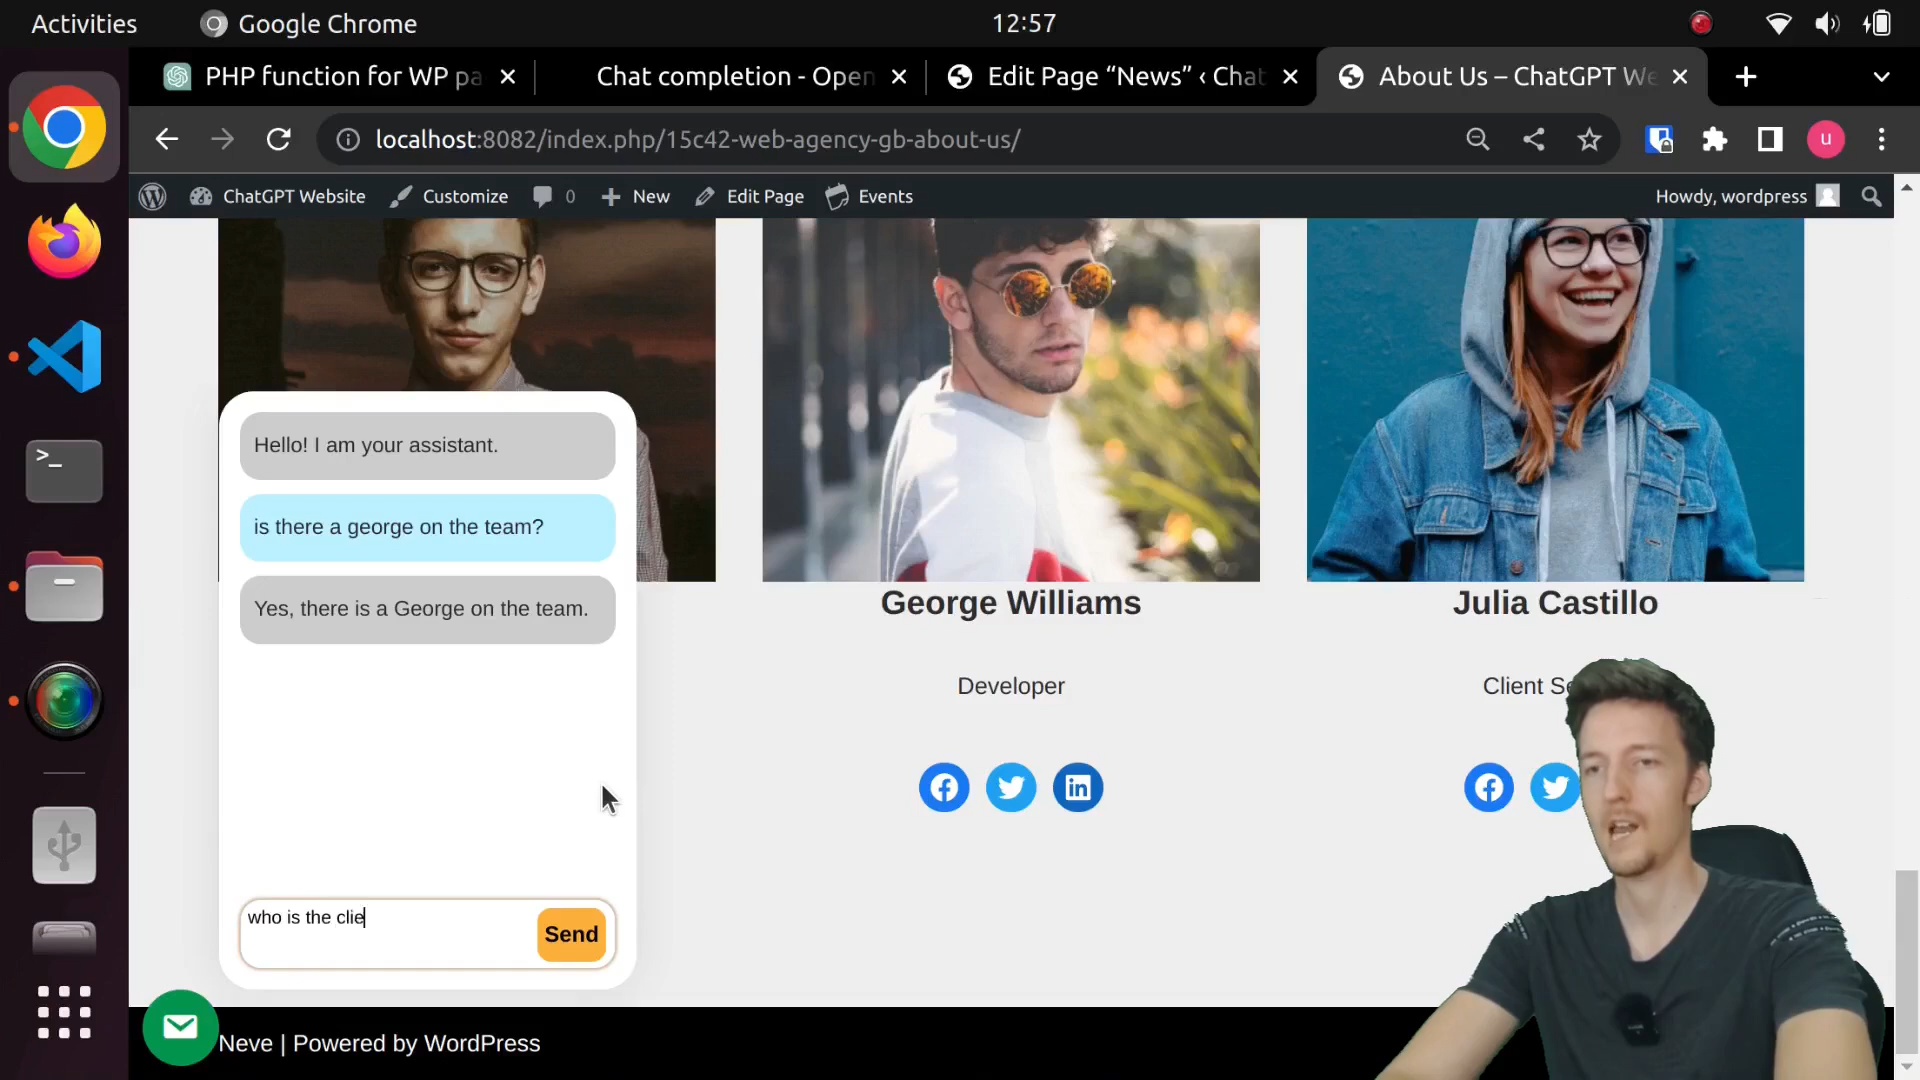 Activities
Google Chrome
12:57
PHP function for WP pa
Chat completion - Open
Edit Page “News” ‹ Chat
About Us – ChatGPT We
localhost:8082/index.php/15c42-web-agency-gb-about-us/
u
ChatGPT Website
Customize
0
New
Edit Page
Events
Howdy, wordpress
Hello! I am your assistant.
is there a george on the team?
Yes, there is a George on the team.
who is the clie
Send
George Williams
Developer
Julia Castillo
Client Se
Neve | Powered by WordPress